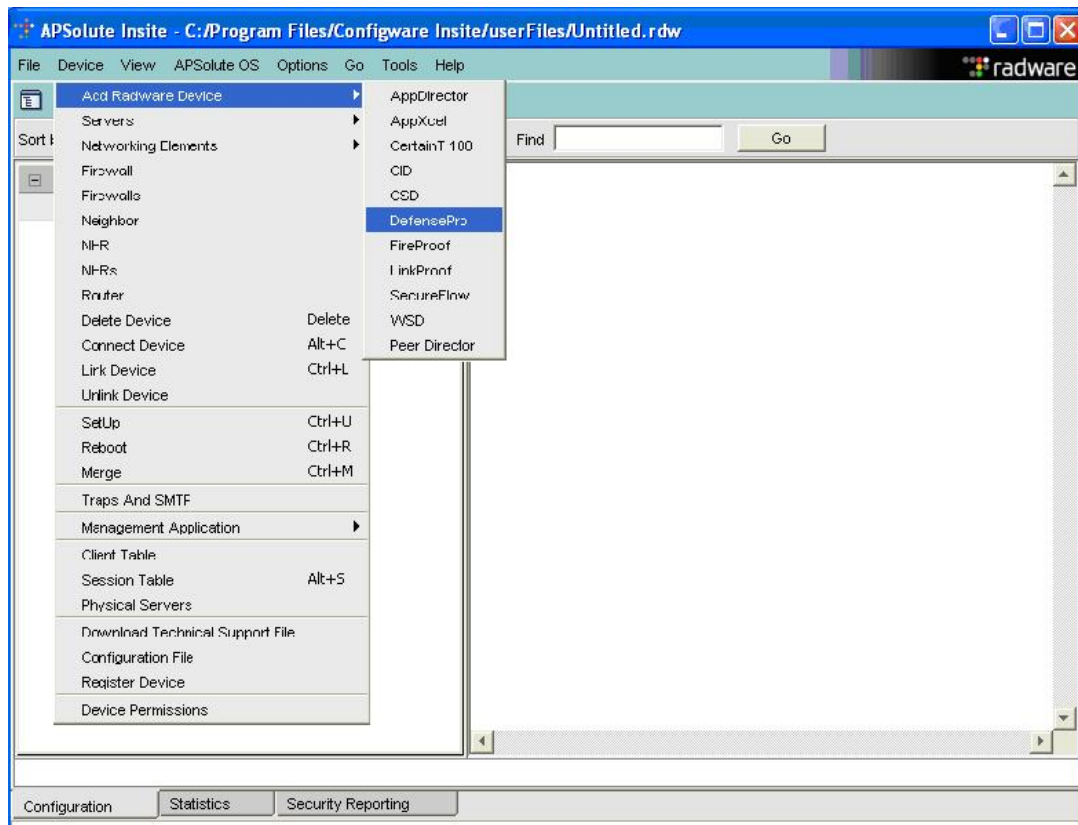 APSolute Insite - C:/Program Files/Configware Insite/userFiles/Untitled.rdw
File Device View APSolute OS Options Go Tools Help
radware
Add Radware Device
Servers
Networking Elements
Firewall
Firewalls
Neighbor
NHR
NHRs
Router
Delete Device Delete
Connect Device Alt+C
Link Device Ctrl+L
Unlink Device
SetUp Ctrl+U
Reboot Ctrl+R
Merge Ctrl+M
Traps And SMTP
Management Application
Client Table
Session Table Alt+S
Physical Servers
Download Technical Support File
Configuration File
Register Device
Device Permissions
AppDirector
AppXcel
CertainT 100
CID
CSD
DefensePro
FireProof
LinkProof
SecureFlow
WSD
Peer Director
Sort
Find
Go
Configuration Statistics Security Reporting